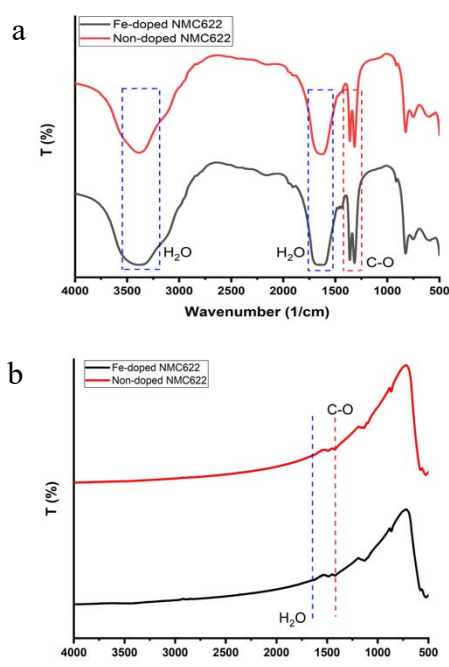 a
Fe-doped NMC622
Non-doped NMC622
T (%)
H₂O
H₂O
C-O
4000 3500 3000 2500 2000 1500 1000 500
Wavenumber (1/cm)
b
Fe-doped NMC622
Non-doped NMC622
C-O
T (%)
H₂O
4000 3500 3000 2500 2000 1500 1000 500